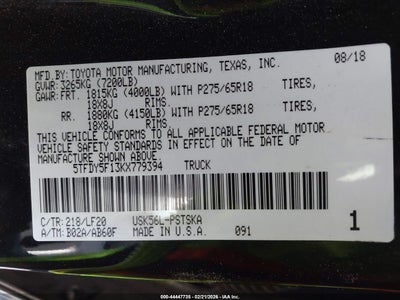 MFD.BY:TOYOTA MOTOR MANUFACTURING, TEXAS, INC. 08/18
GVWR: 3265KG (7200LB)
GAWR: FRT. 1815KG (4000LB) WITH P275/65R18 TIRES,
18X8J RIMS.
RR. 1880KG (4150LB) WITH P275/65R18 TIRES,
18X8J RIMS.
THIS VEHICLE CONFORMS TO ALL APPLICABLE FEDERAL MOTOR
VEHICLE SAFETY STANDARDS IN EFFECT ON THE DATE OF
MANUFACTURE SHOWN ABOVE.
5TFDY5F13KX779394 TRUCK
C/TR:218/LF20 USK56L-PSTSKA
A/TM: B02A/AB60F MADE IN U.S.A. 091 1
000-44447738 - 02/21/2026 - IAA Holdings, LLC.